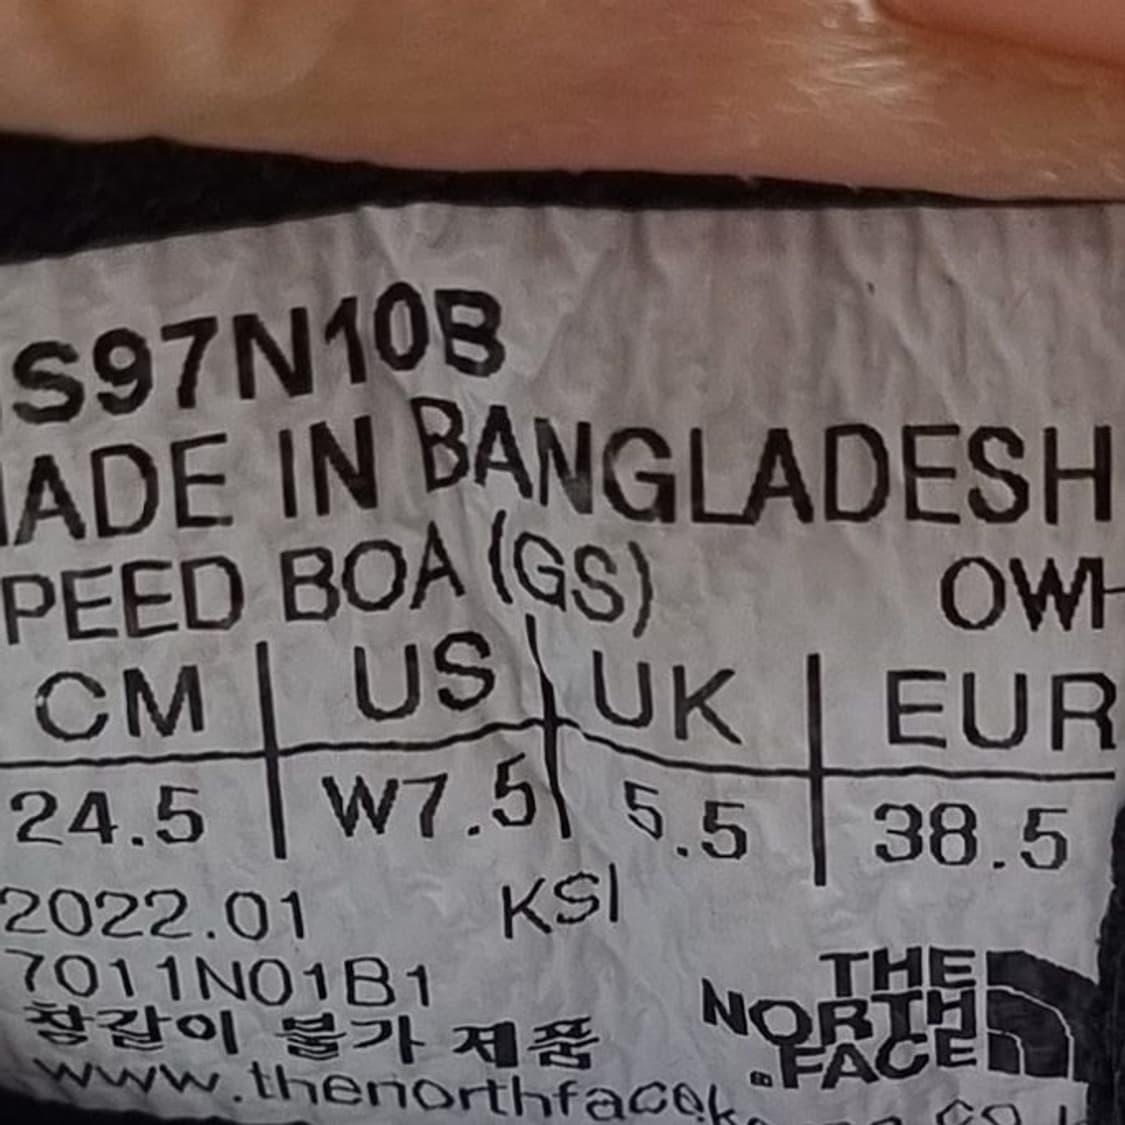 S97N10B
ADE IN BANGLADESH
PEED BOA (GS) OWH
CM US UK EUR
24.5 W7.5 5.5 38.5
2022.01 KSI
7011N01B1
창갈이 불가 제품
THE
NORTH
FACE
www.thenorthface